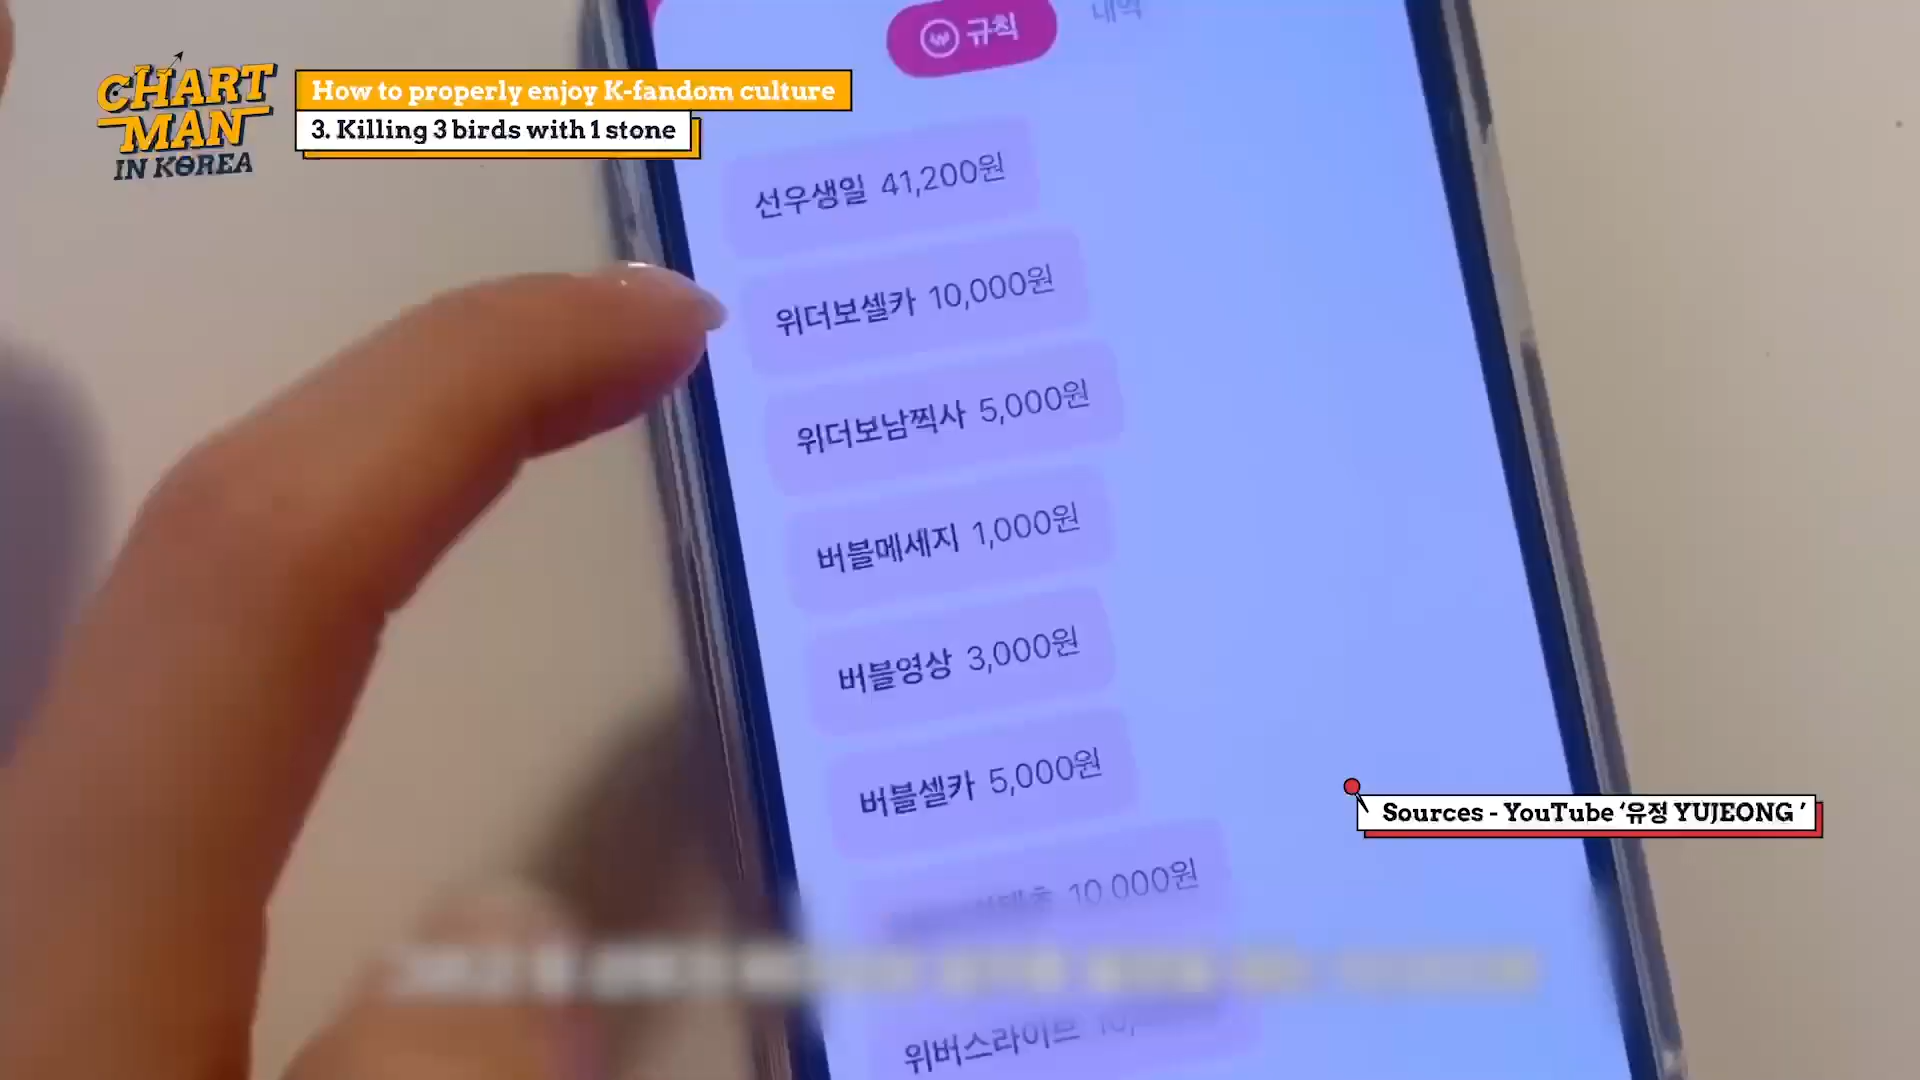 CHART
MAN
IN KOREA
How to properly enjoy K-fandom culture
3. Killing 3 birds with 1 stone
규칙
내역
선우생일 41,200원
위더보셀카 10,000원
위더보남찍사 5,000원
버블메세지 1,000원
버블영상 3,000원
버블셀카 5,000원
10,000원
위버스라이브
Sources - YouTube ‘유정 YUJEONG ’